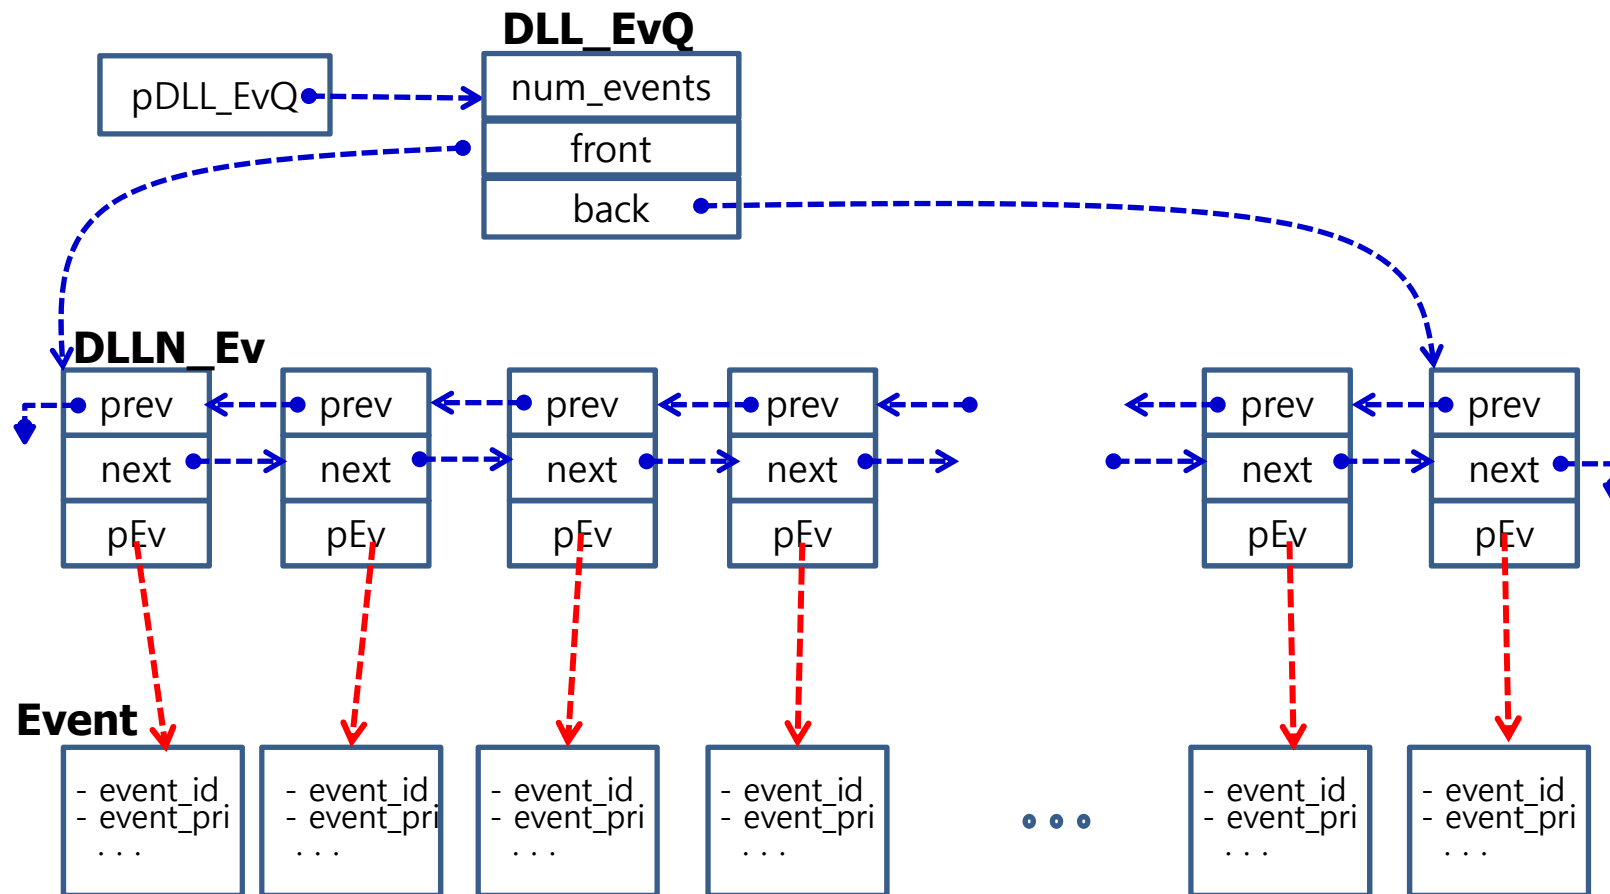 DLL_EvQ
pDLL_EvQ
num_events
front
back
DLLN_Ev
prev prev prev prev prev prev
next next next next next next
pEv pEv pEv pEv pEv pEv
Event
- event_id - event_id - event_id - event_id - event_id - event_id
- event_pri - event_pri - event_pri - event_pri - event_pri - event_pri
. . . . . . . . . . . . . . . . . .